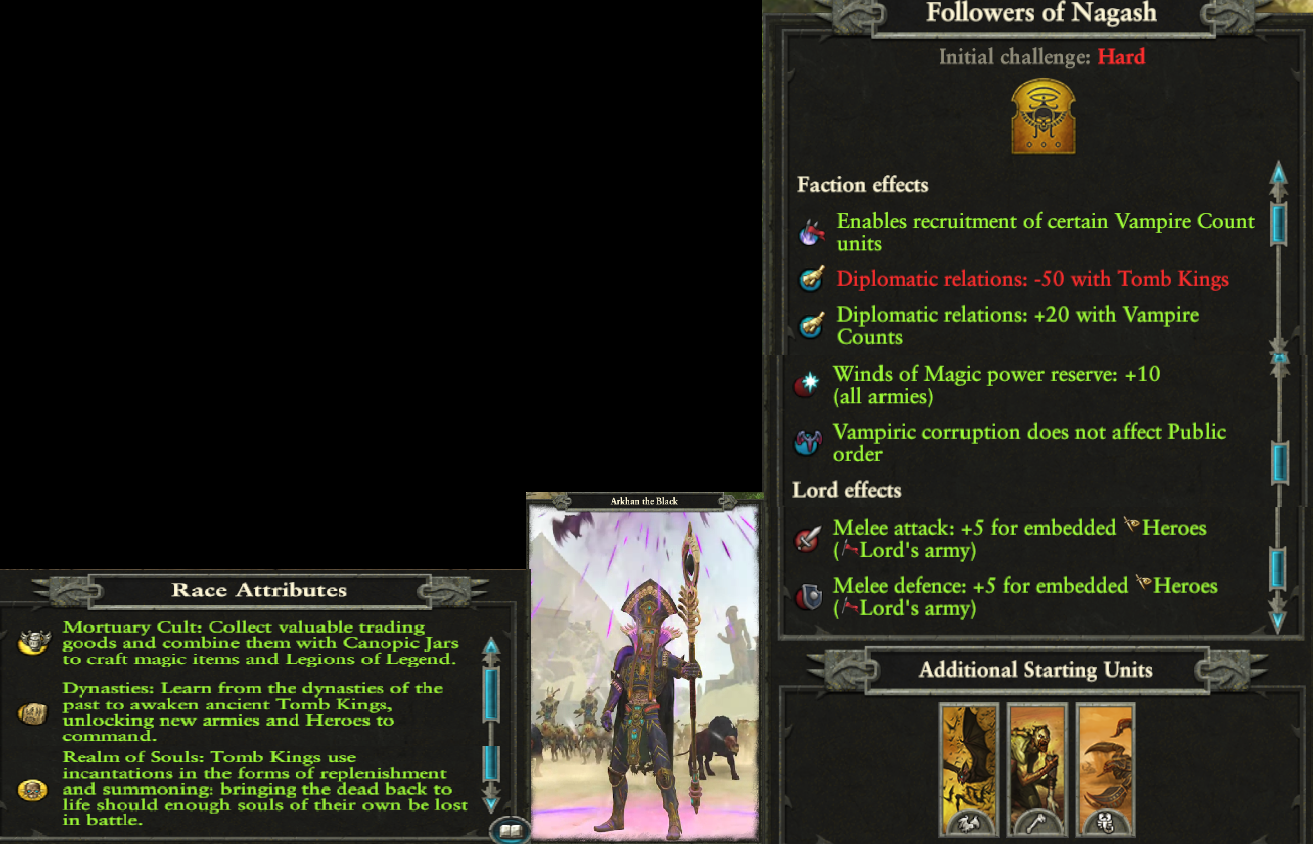 Followers of Nagash
Initial challenge: Hard
Faction effects
Enables recruitment of certain Vampire Count
units
Diplomatic relations: -50 with Tomb Kings
Diplomatic relations: +20 with Vampire
Counts
Winds of Magic power reserve: +10
(all armies)
Vampiric corruption does not affect Public
order
Lord effects
Melee attack: +5 for embedded Heroes
(Lord's army)
Melee defence: +5 for embedded Heroes
(Lord's army)
Additional Starting Units
Arkhan the Black
Race Attributes
Mortuary Cult: Collect valuable trading
goods and combine them with Canopic Jars
to craft magic items and Legions of Legend.
Dynasties: Learn from the dynasties of the
past to awaken ancient Tomb Kings,
unlocking new armies and Heroes to
command.
Realm of Souls: Tomb Kings use
incantations in the forms of replenishment
and summoning: bringing the dead back to
life should enough souls of their own be lost
in battle.